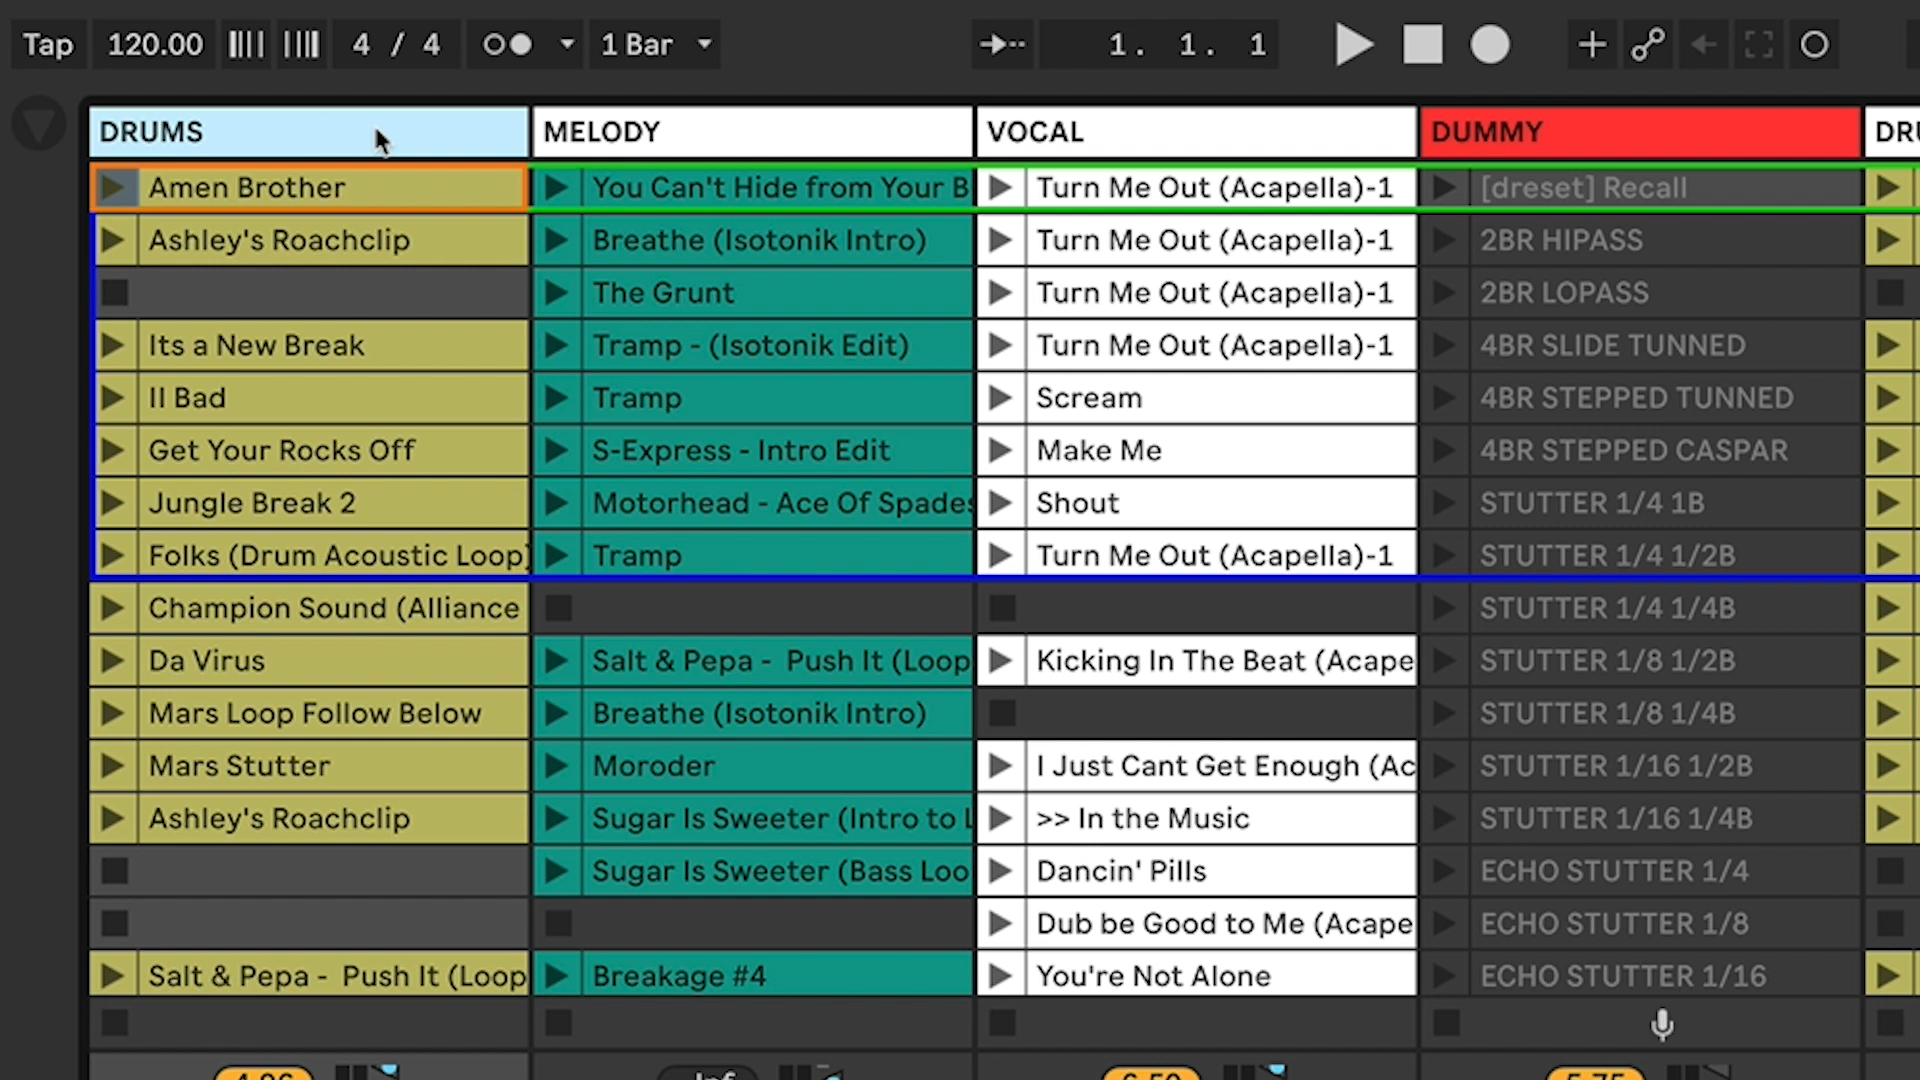 Tap 120.00 4 / 4 1 Bar 1. 1. 1
DRUMS MELODY VOCAL DUMMY
Amen Brother You Can't Hide from Your B Turn Me Out (Acapella)-1 [dreset] Recall
Ashley's Roachclip Breathe (Isotonik Intro) Turn Me Out (Acapella)-1 2BR HIPASS
The Grunt Turn Me Out (Acapella)-1 2BR LOPASS
Its a New Break Tramp - (Isotonik Edit) Turn Me Out (Acapella)-1 4BR SLIDE TUNNED
II Bad Tramp Scream 4BR STEPPED TUNNED
Get Your Rocks Off S-Express - Intro Edit Make Me 4BR STEPPED CASPAR
Jungle Break 2 Motorhead - Ace Of Spades Shout STUTTER 1/4 1B
Folks (Drum Acoustic Loop) Tramp Turn Me Out (Acapella)-1 STUTTER 1/4 1/2B
Champion Sound (Alliance STUTTER 1/4 1/4B
Da Virus Salt & Pepa - Push It (Loop Kicking In The Beat (Acape STUTTER 1/8 1/2B
Mars Loop Follow Below Breathe (Isotonik Intro) STUTTER 1/8 1/4B
Mars Stutter Moroder I Just Cant Get Enough (Ac STUTTER 1/16 1/2B
Ashley's Roachclip Sugar Is Sweeter (Intro to L >> In the Music STUTTER 1/16 1/4B
Sugar Is Sweeter (Bass Loo Dancin' Pills ECHO STUTTER 1/4
Dub be Good to Me (Acape ECHO STUTTER 1/8
Salt & Pepa - Push It (Loop Breakage #4 You're Not Alone ECHO STUTTER 1/16